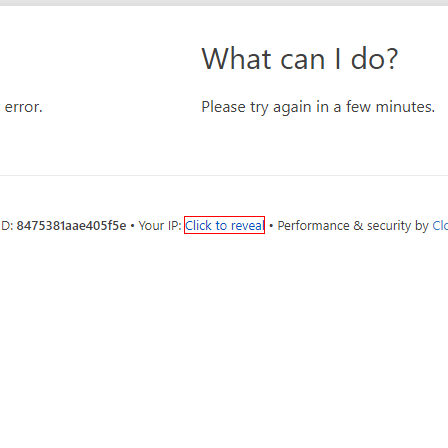 What can I do?
error.
Please try again in a few minutes.
D: 8475381aae405f5e • Your IP: Click to reveal • Performance & security by